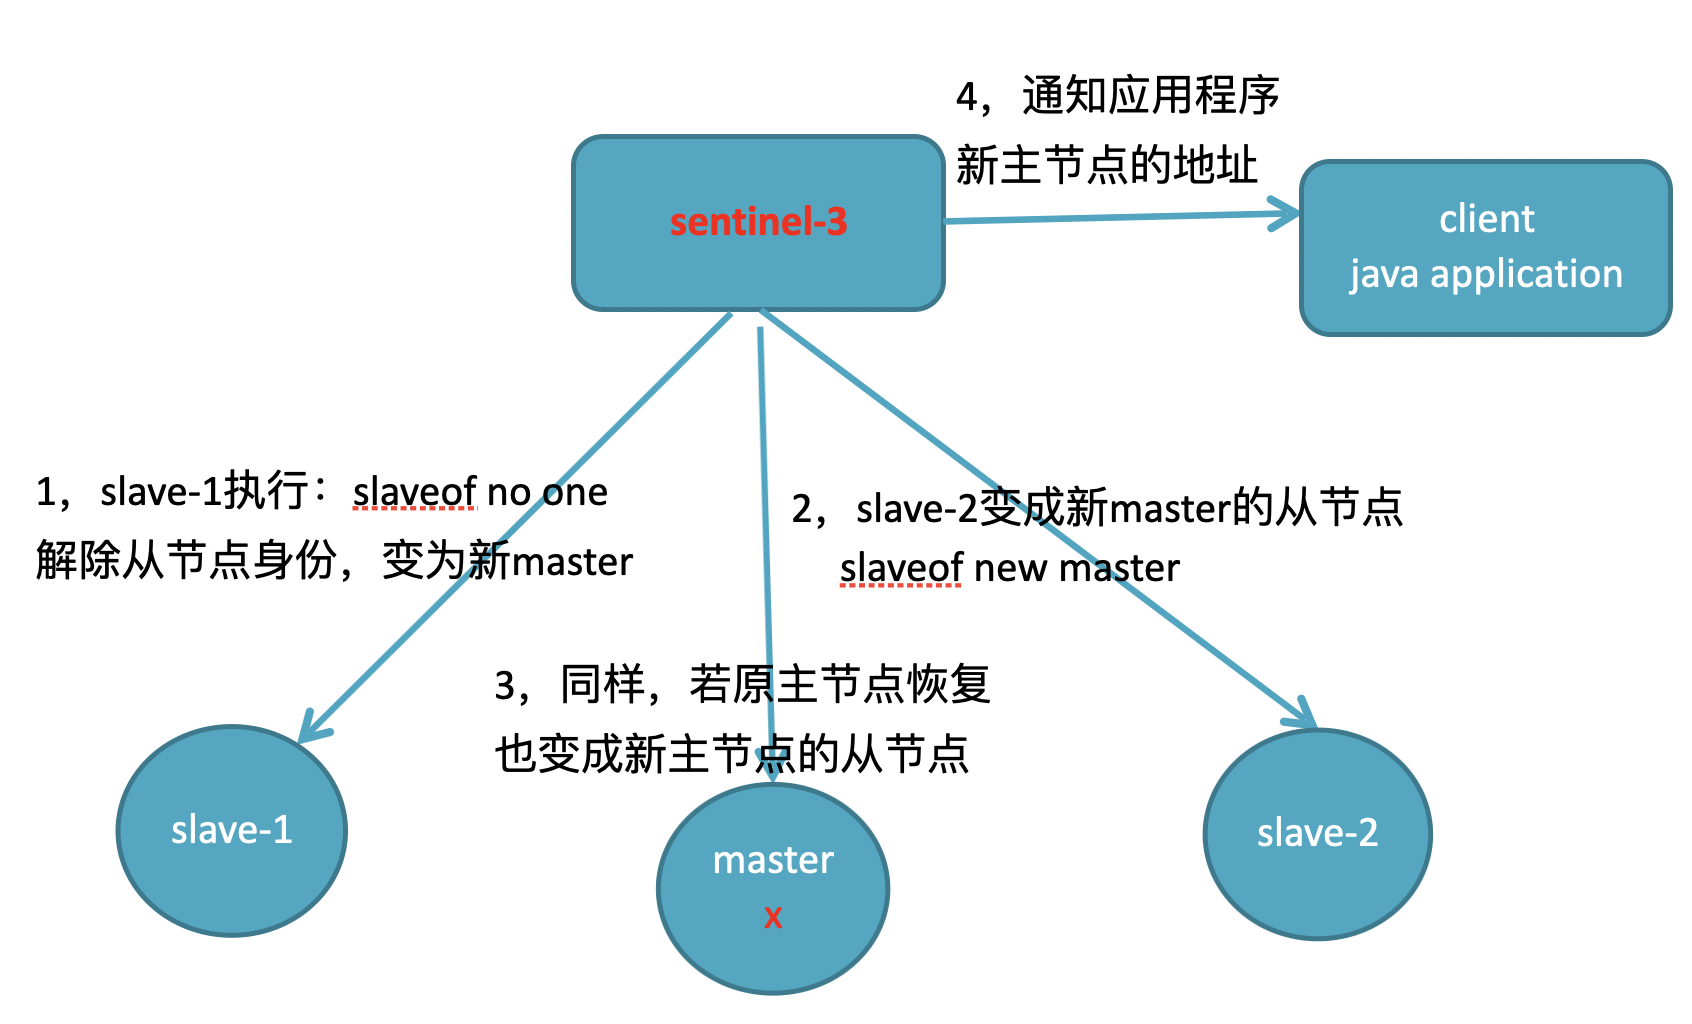 4，通知应用程序
新主节点的地址
sentinel-3
client
java application
1，slave-1执行：slaveof no one
解除从节点身份，变为新master
2，slave-2变成新master的从节点
slaveof new master
3，同样，若原主节点恢复
也变成新主节点的从节点
slave-1
master
x
slave-2